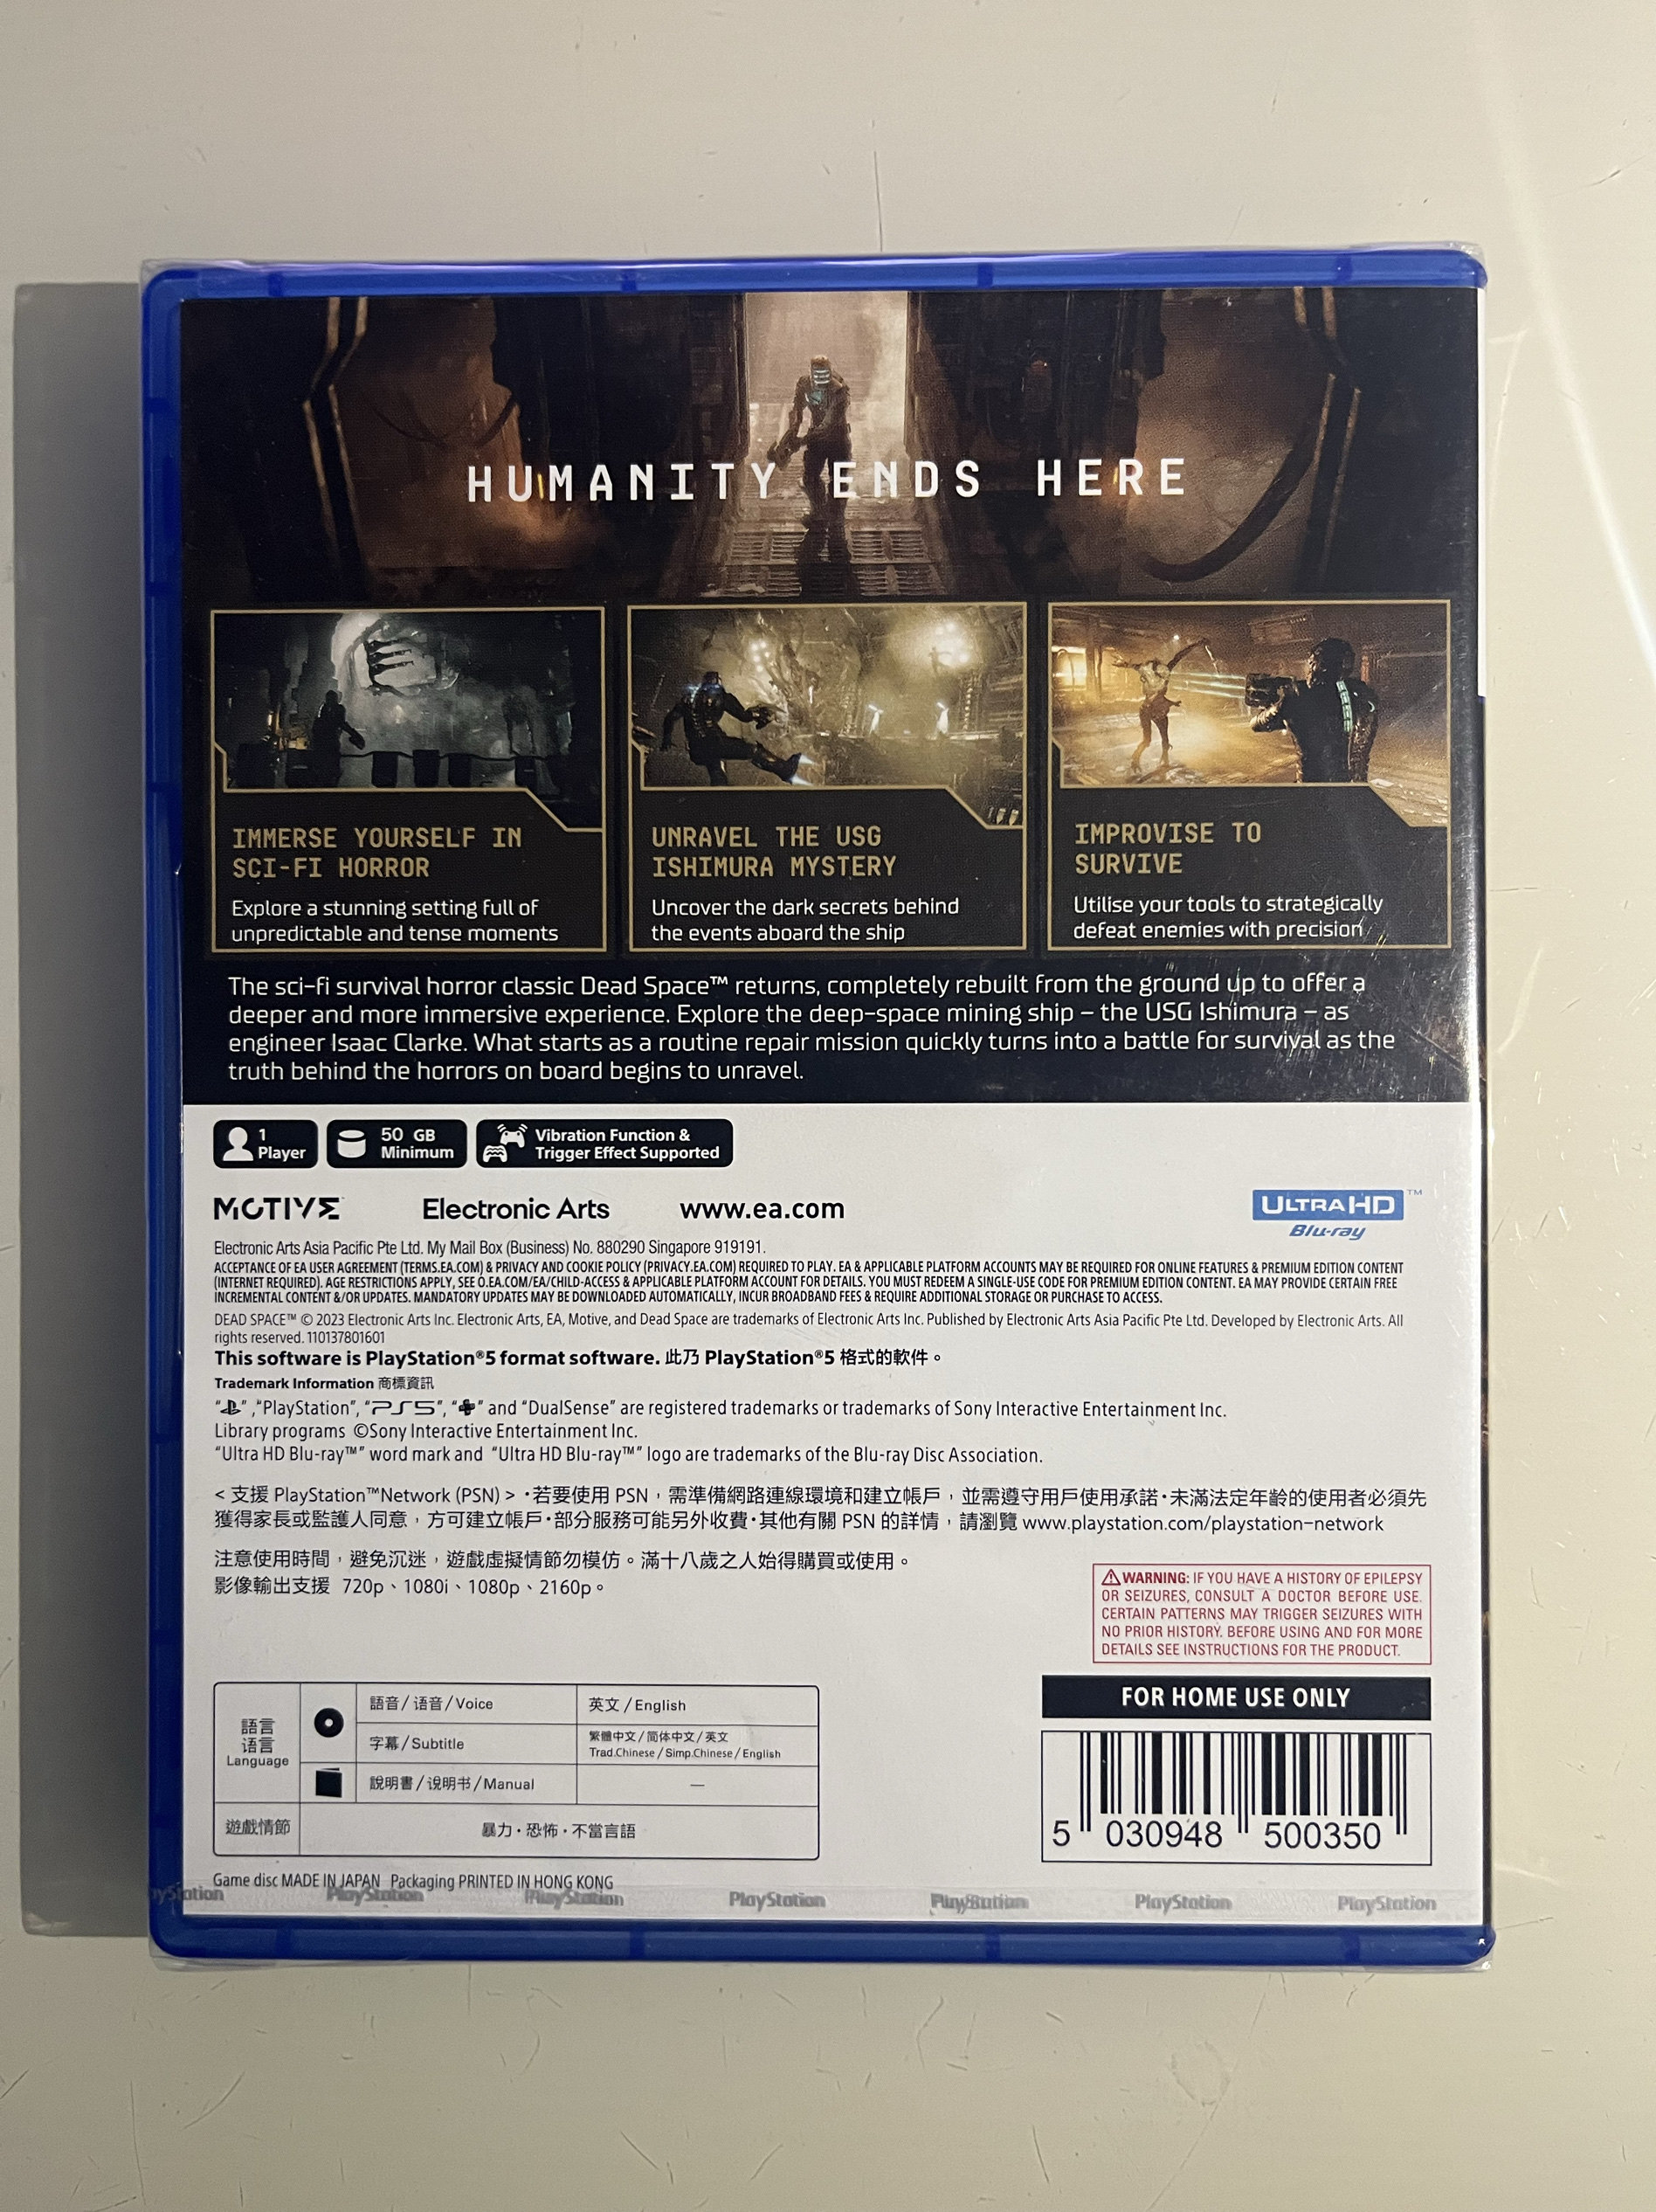 HUMANITY ENDS HERE
IMMERSE YOURSELF IN
SCI-FI HORROR
Explore a stunning setting full of
unpredictable and tense moments
UNRAVEL THE USG
ISHIMURA MYSTERY
Uncover the dark secrets behind
the events aboard the ship
IMPROVISE TO
SURVIVE
Utilise your tools to strategically
defeat enemies with precision
The sci-fi survival horror classic Dead Space™ returns, completely rebuilt from the ground up to offer a
deeper and more immersive experience. Explore the deep-space mining ship – the USG Ishimura – as
engineer Isaac Clarke. What starts as a routine repair mission quickly turns into a battle for survival as the
truth behind the horrors on board begins to unravel.
1
Player
50 GB
Minimum
Vibration Function &
Trigger Effect Supported
MOTIVE Electronic Arts www.ea.com
ULTRA HD™
Blu-ray
Electronic Arts Asia Pacific Pte Ltd. My Mail Box (Business) No. 880290 Singapore 919191.
ACCEPTANCE OF EA USER AGREEMENT (TERMS.EA.COM) & PRIVACY AND COOKIE POLICY (PRIVACY.EA.COM) REQUIRED TO PLAY. EA & APPLICABLE PLATFORM ACCOUNTS MAY BE REQUIRED FOR ONLINE FEATURES & PREMIUM EDITION CONTENT
(INTERNET REQUIRED). AGE RESTRICTIONS APPLY, SEE O.EA.COM/EA/CHILD-ACCESS & APPLICABLE PLATFORM ACCOUNT FOR DETAILS. YOU MUST REDEEM A SINGLE-USE CODE FOR PREMIUM EDITION CONTENT. EA MAY PROVIDE CERTAIN FREE
INCREMENTAL CONTENT &/OR UPDATES. MANDATORY UPDATES MAY BE DOWNLOADED AUTOMATICALLY, INCUR BROADBAND FEES & REQUIRE ADDITIONAL STORAGE OR PURCHASE TO ACCESS.
DEAD SPACE™ © 2023 Electronic Arts Inc. Electronic Arts, EA, Motive, and Dead Space are trademarks of Electronic Arts Inc. Published by Electronic Arts Asia Pacific Pte Ltd. Developed by Electronic Arts. All
rights reserved. 110137801601
This software is PlayStation®5 format software. 此乃 PlayStation®5 格式的軟件。
Trademark Information 商標資訊
“ ”, “PlayStation”, “PS5”, “ ” and “DualSense” are registered trademarks or trademarks of Sony Interactive Entertainment Inc.
Library programs ©Sony Interactive Entertainment Inc.
“Ultra HD Blu-ray™” word mark and “Ultra HD Blu-ray™” logo are trademarks of the Blu-ray Disc Association.
< 支援 PlayStation™Network (PSN) > ・若要使用 PSN，需準備網路連線環境和建立帳戶，並需遵守用戶使用承諾・未滿法定年齡的使用者必須先
獲得家長或監護人同意，方可建立帳戶・部分服務可能另外收費・其他有關 PSN 的詳情，請瀏覽 www.playstation.com/playstation-network
注意使用時間，避免沉迷，遊戲虛擬情節勿模仿。滿十八歲之人始得購買或使用。
影像輸出支援 720p、1080i、1080p、2160p。
WARNING: IF YOU HAVE A HISTORY OF EPILEPSY
OR SEIZURES, CONSULT A DOCTOR BEFORE USE.
CERTAIN PATTERNS MAY TRIGGER SEIZURES WITH
NO PRIOR HISTORY. BEFORE USING AND FOR MORE
DETAILS SEE INSTRUCTIONS FOR THE PRODUCT.
語言
语言
Language
語音/语音/Voice
英文/English
字幕/Subtitle
繁體中文/简体中文/英文
Trad.Chinese/Simp.Chinese/English
說明書/说明书/Manual
—
遊戲情節
暴力・恐怖・不當言語
FOR HOME USE ONLY
5 030948 500350
Game disc MADE IN JAPAN Packaging PRINTED IN HONG KONG
yStation PlayStation PlayStation PlayStation PlayStation PlayStation PlayStation